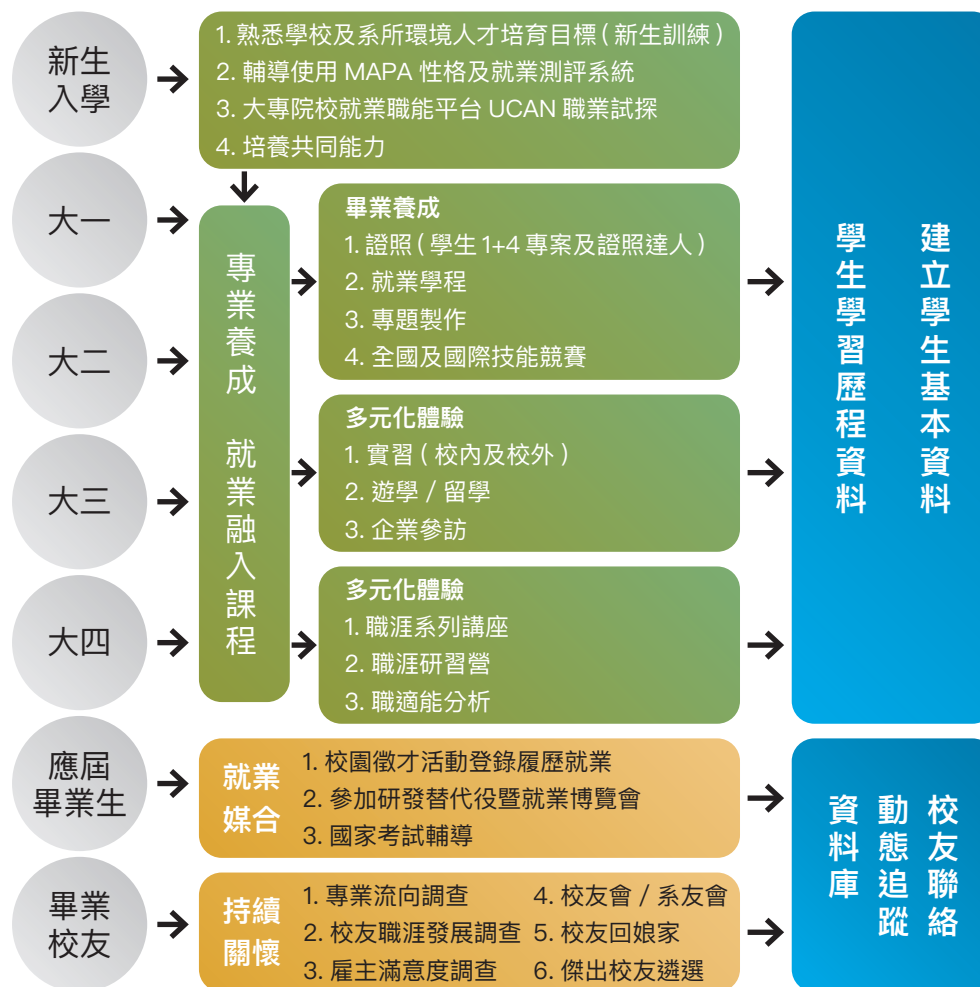 新生
入學
1. 熟悉學校及系所環境人才培育目標 ( 新生訓練 )
2. 輔導使用 MAPA 性格及就業測評系統
3. 大專院校就業職能平台 UCAN 職業試探
4. 培養共同能力
大一
大二
大三
大四
專業養成 就業融入課程
畢業養成
1. 證照 ( 學生 1+4 專案及證照達人 )
2. 就業學程
3. 專題製作
4. 全國及國際技能競賽
多元化體驗
1. 實習 ( 校內及校外 )
2. 遊學 / 留學
3. 企業參訪
多元化體驗
1. 職涯系列講座
2. 職涯研習營
3. 職適能分析
建立學生基本資料
學生學習歷程資料
應屆
畢業生
就業
媒合
1. 校園徵才活動登錄履歷就業
2. 參加研發替代役暨就業博覽會
3. 國家考試輔導
畢業
校友
持續
關懷
1. 專業流向調查
2. 校友職涯發展調查
3. 雇主滿意度調查
4. 校友會 / 系友會
5. 校友回娘家
6. 傑出校友遴選
校友聯絡
動態追蹤
資料庫